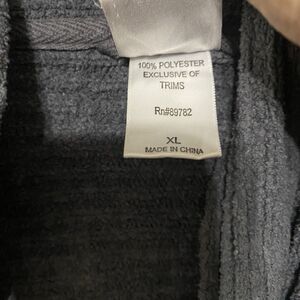 100% POLYESTER
EXCLUSIVE OF
TRIMS
Rn#89782
XL
MADE IN CHINA